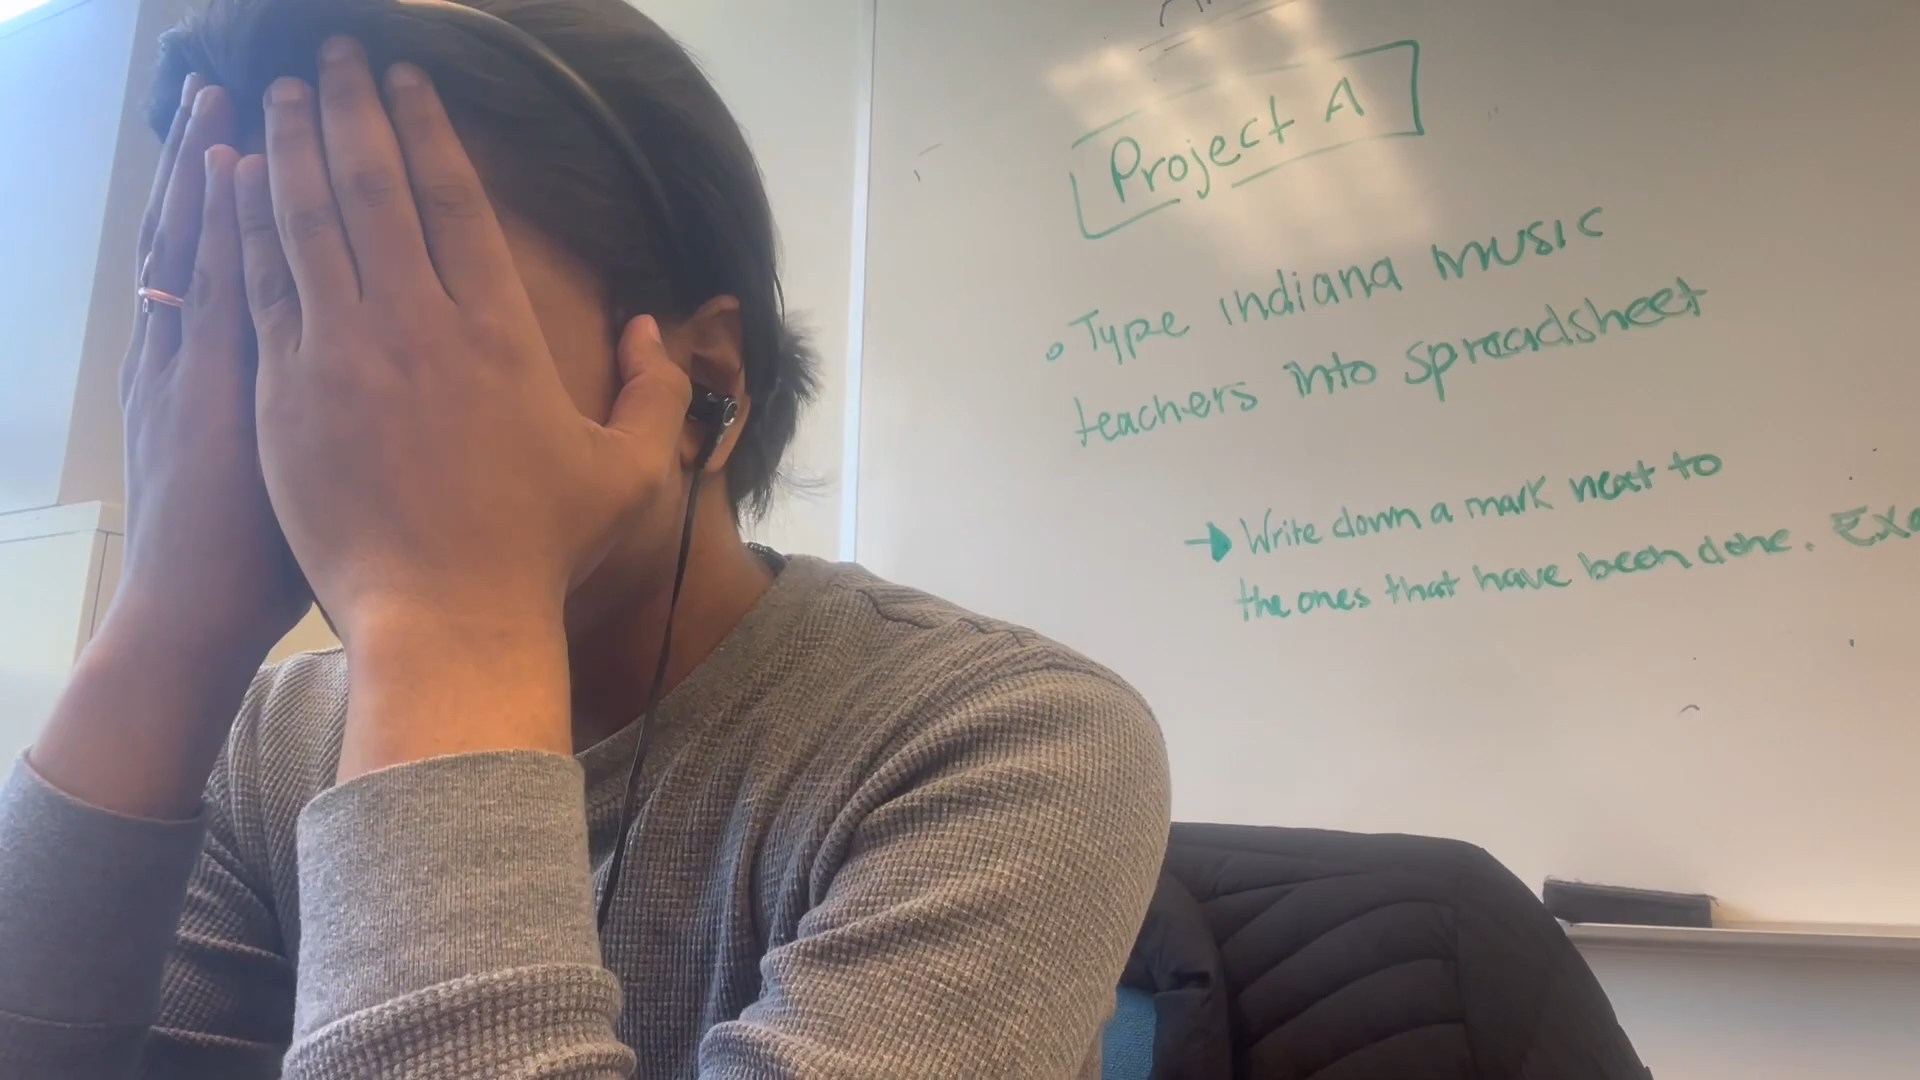 Project A
• Type indiana music
teachers into spreadsheet
→ Write down a mark next to
the ones that have been done.